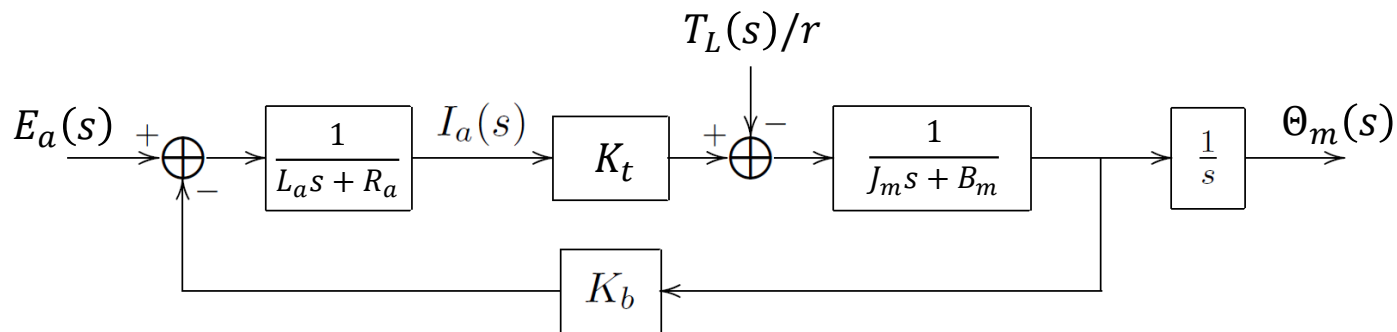 T_L(s)/r
E_a(s)
+
−
1
L_a s + R_a
I_a(s)
K_t
+
−
1
J_m s + B_m
1
s
Θ_m(s)
K_b